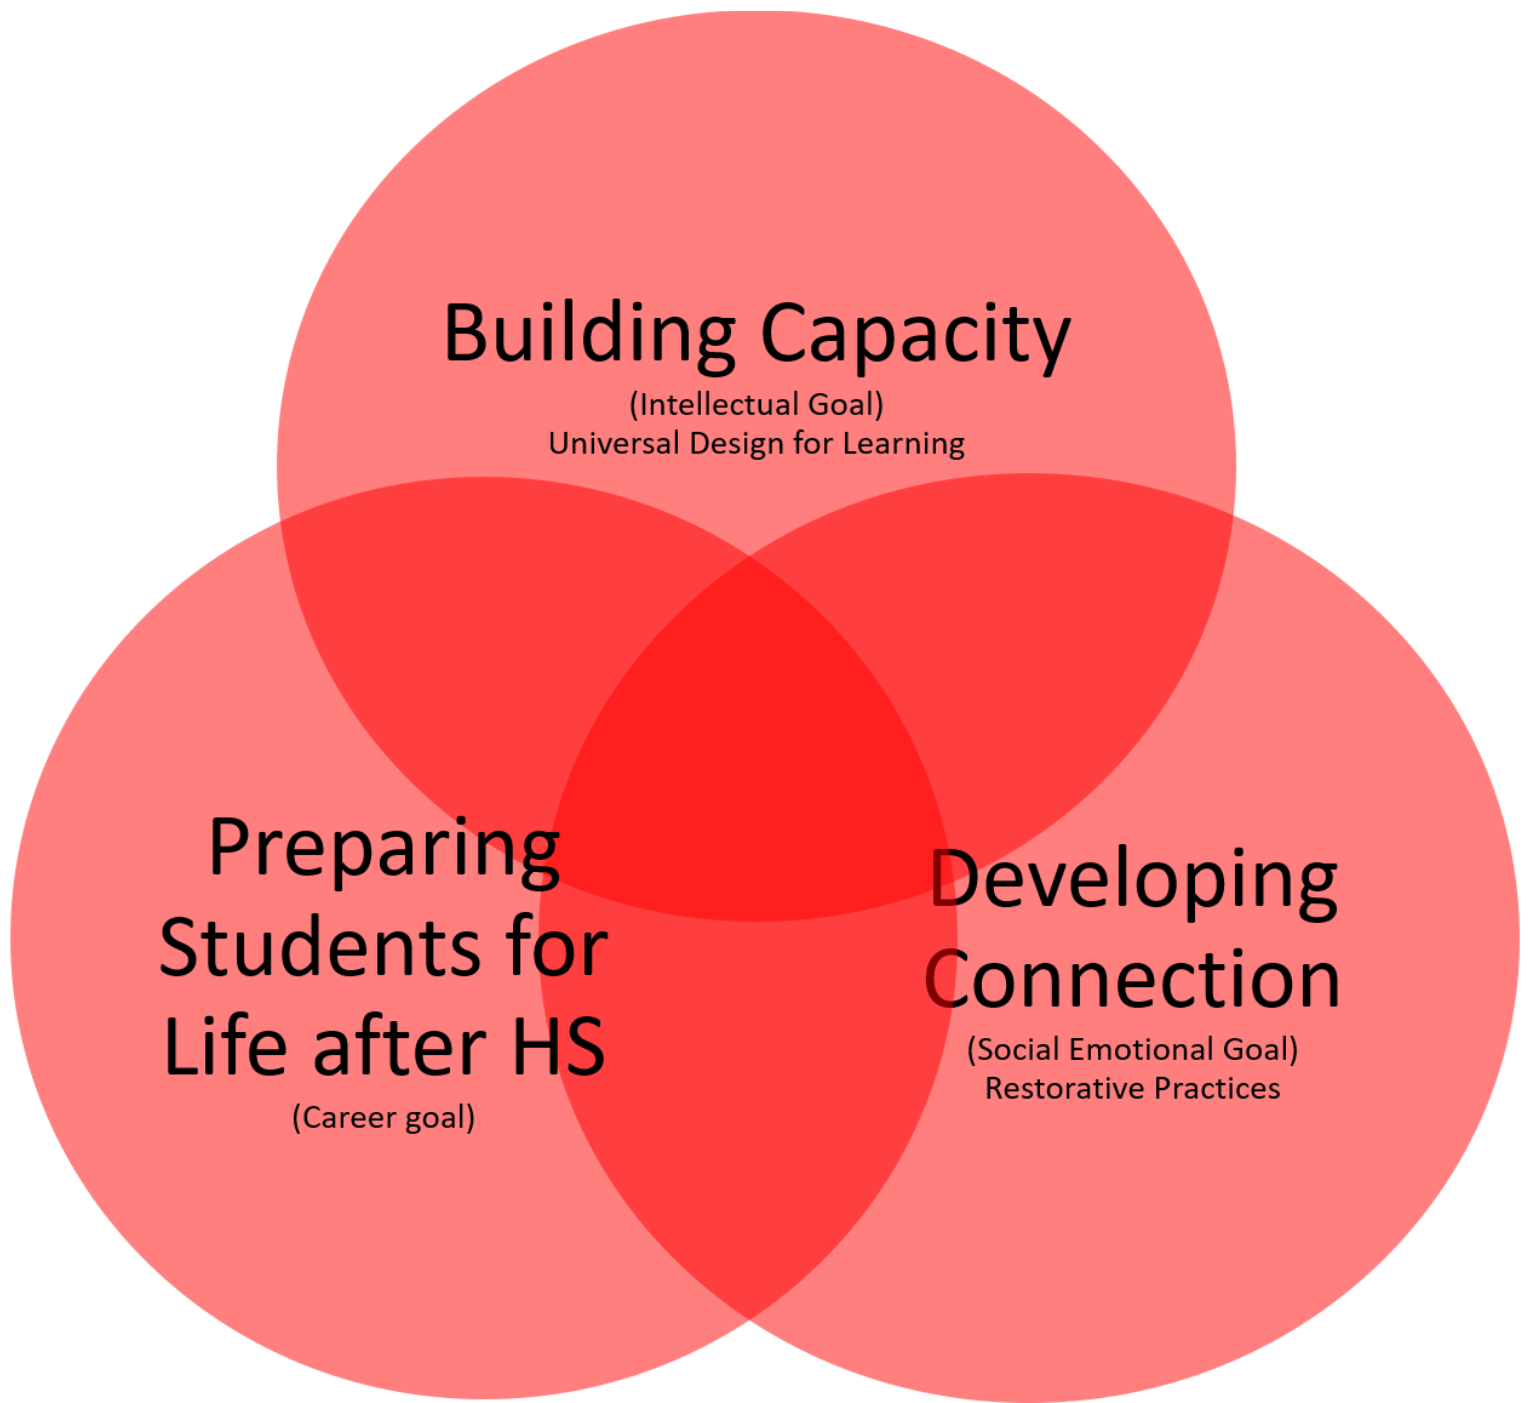 Building Capacity
(Intellectual Goal)
Universal Design for Learning
Preparing
Students for
Life after HS
(Career goal)
Developing
Connection
(Social Emotional Goal)
Restorative Practices